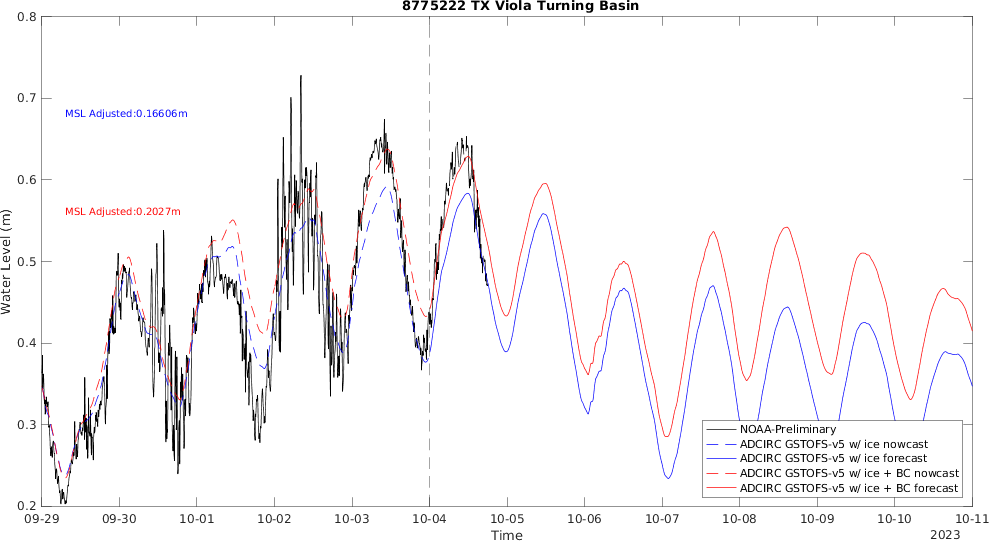 8775222 TX Viola Turning Basin
0.8
0.7
0.6
0.5
0.4
0.3
0.2
Water Level (m)
MSL Adjusted:0.16606m
MSL Adjusted:0.2027m
NOAA-Preliminary
ADCIRC GSTOFS-v5 w/ ice nowcast
ADCIRC GSTOFS-v5 w/ ice forecast
ADCIRC GSTOFS-v5 w/ ice + BC nowcast
ADCIRC GSTOFS-v5 w/ ice + BC forecast
09-29 09-30 10-01 10-02 10-03 10-04 10-05 10-06 10-07 10-08 10-09 10-10 10-11
Time
2023